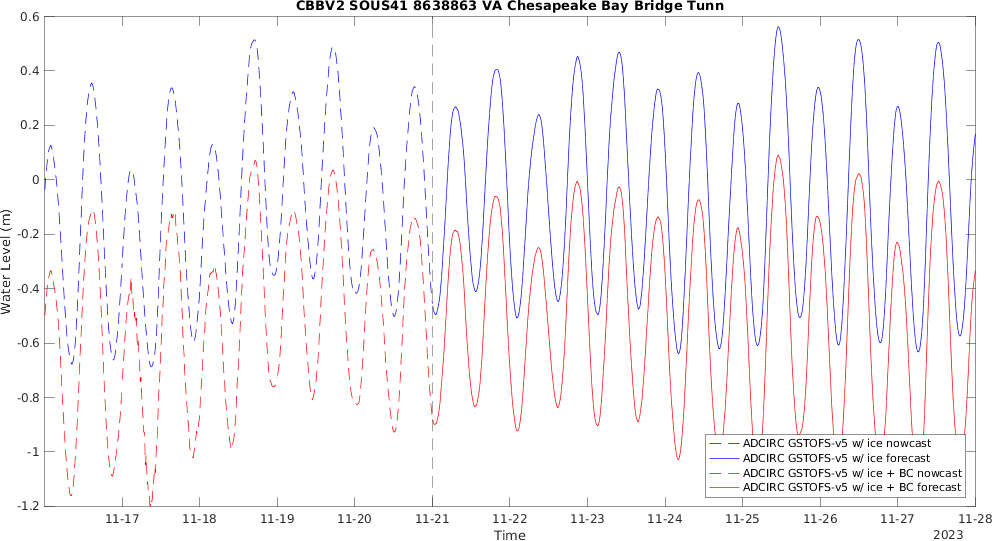 CBBV2 SOUS41 8638863 VA Chesapeake Bay Bridge Tunn
0.6
0.4
0.2
0
-0.2
-0.4
-0.6
-0.8
-1
-1.2
Water Level (m)
ADCIRC GSTOFS-v5 w/ ice nowcast
ADCIRC GSTOFS-v5 w/ ice forecast
ADCIRC GSTOFS-v5 w/ ice + BC nowcast
ADCIRC GSTOFS-v5 w/ ice + BC forecast
11-17 11-18 11-19 11-20 11-21 11-22 11-23 11-24 11-25 11-26 11-27 11-28
Time
2023